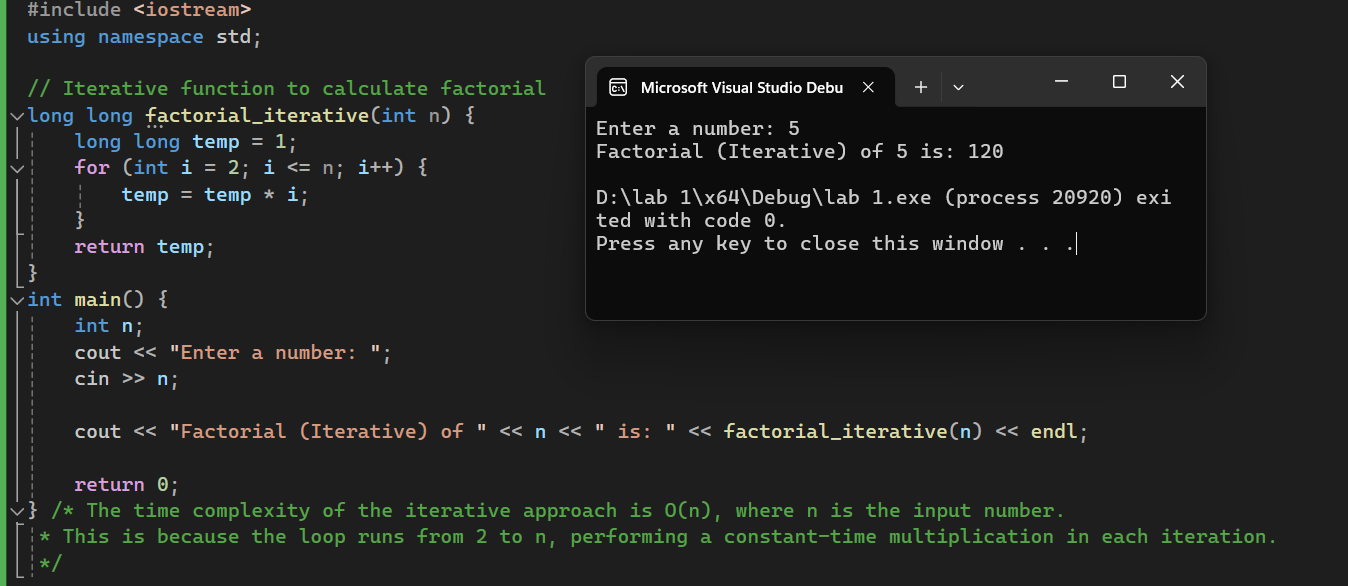 #include <iostream>
using namespace std;
// Iterative function to calculate factorial
long long factorial_iterative(int n) {
    long long temp = 1;
    for (int i = 2; i <= n; i++) {
        temp = temp * i;
    }
    return temp;
}
int main() {
    int n;
    cout << "Enter a number: ";
    cin >> n;
    cout << "Factorial (Iterative) of " << n << " is: " << factorial_iterative(n) << endl;
    return 0;
} /* The time complexity of the iterative approach is O(n), where n is the input number.
 * This is because the loop runs from 2 to n, performing a constant-time multiplication in each iteration.
 */
Microsoft Visual Studio Debu
Enter a number: 5
Factorial (Iterative) of 5 is: 120
D:\lab 1\x64\Debug\lab 1.exe (process 20920) exi
ted with code 0.
Press any key to close this window . . .